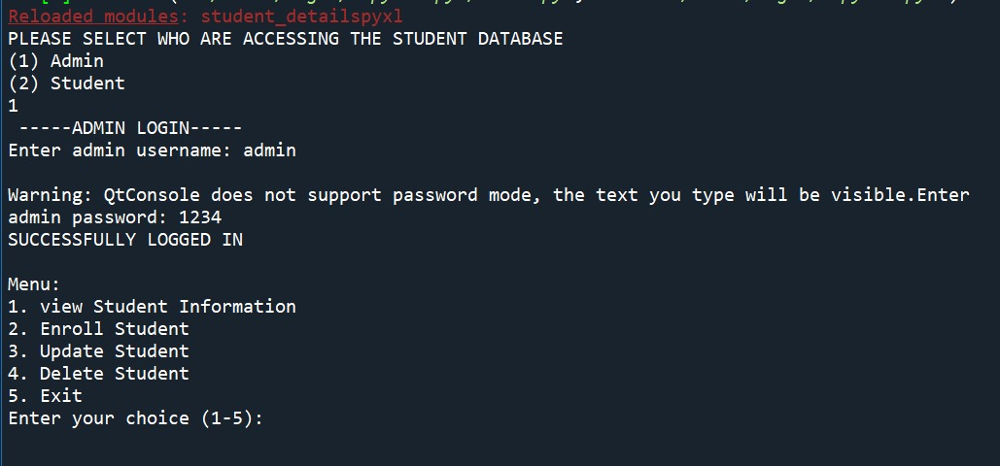 Reloaded modules: student_detailspyxl
PLEASE SELECT WHO ARE ACCESSING THE STUDENT DATABASE
(1) Admin
(2) Student
1
-----ADMIN LOGIN-----
Enter admin username: admin
Warning: QtConsole does not support password mode, the text you type will be visible.Enter
admin password: 1234
SUCCESSFULLY LOGGED IN
Menu:
1. view Student Information
2. Enroll Student
3. Update Student
4. Delete Student
5. Exit
Enter your choice (1-5):